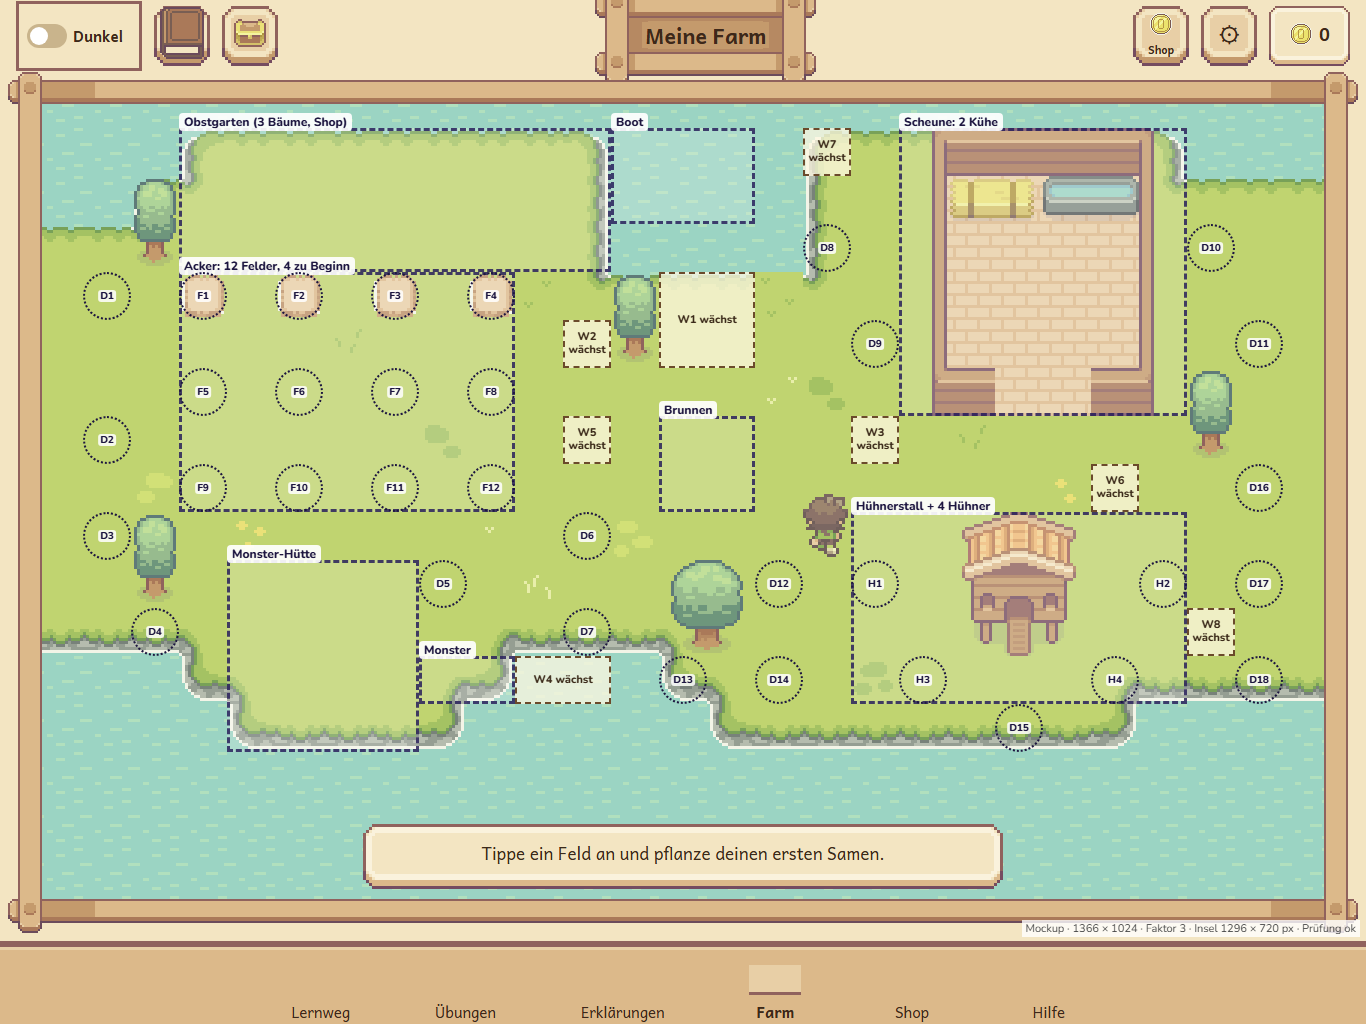 Dunkel
Meine Farm
Shop
0
Obstgarten (3 Bäume, Shop)
Boot
W7
wächst
Scheune: 2 Kühe
D8
D10
Acker: 12 Felder, 4 zu Beginn
D1
F1
F2
F3
F4
W2
wächst
W1 wächst
D9
D11
F5
F6
F7
F8
Brunnen
D2
W5
wächst
W3
wächst
F9
F10
F11
F12
W6
wächst
D16
Hühnerstall + 4 Hühner
D3
D6
Monster-Hütte
D5
D12
H1
H2
D17
D4
D7
W8
wächst
Monster
W4 wächst
D13
D14
H3
H4
D18
D15
Tippe ein Feld an und pflanze deinen ersten Samen.
Mockup · 1366 × 1024 · Faktor 3 · Insel 1296 × 720 px · Prüfung ok
Lernweg
Übungen
Erklärungen
Farm
Shop
Hilfe